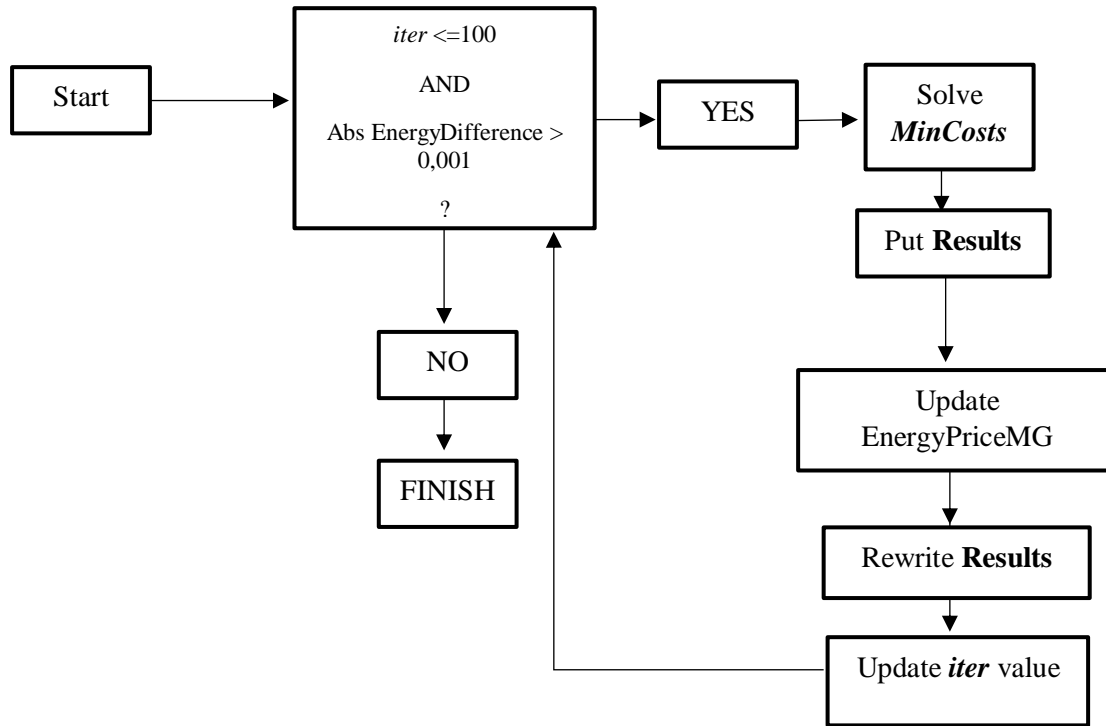 Start
iter <=100
AND
Abs EnergyDifference >
0,001
?
YES
Solve
MinCosts
Put Results
Update
EnergyPriceMG
Rewrite Results
Update iter value
NO
FINISH